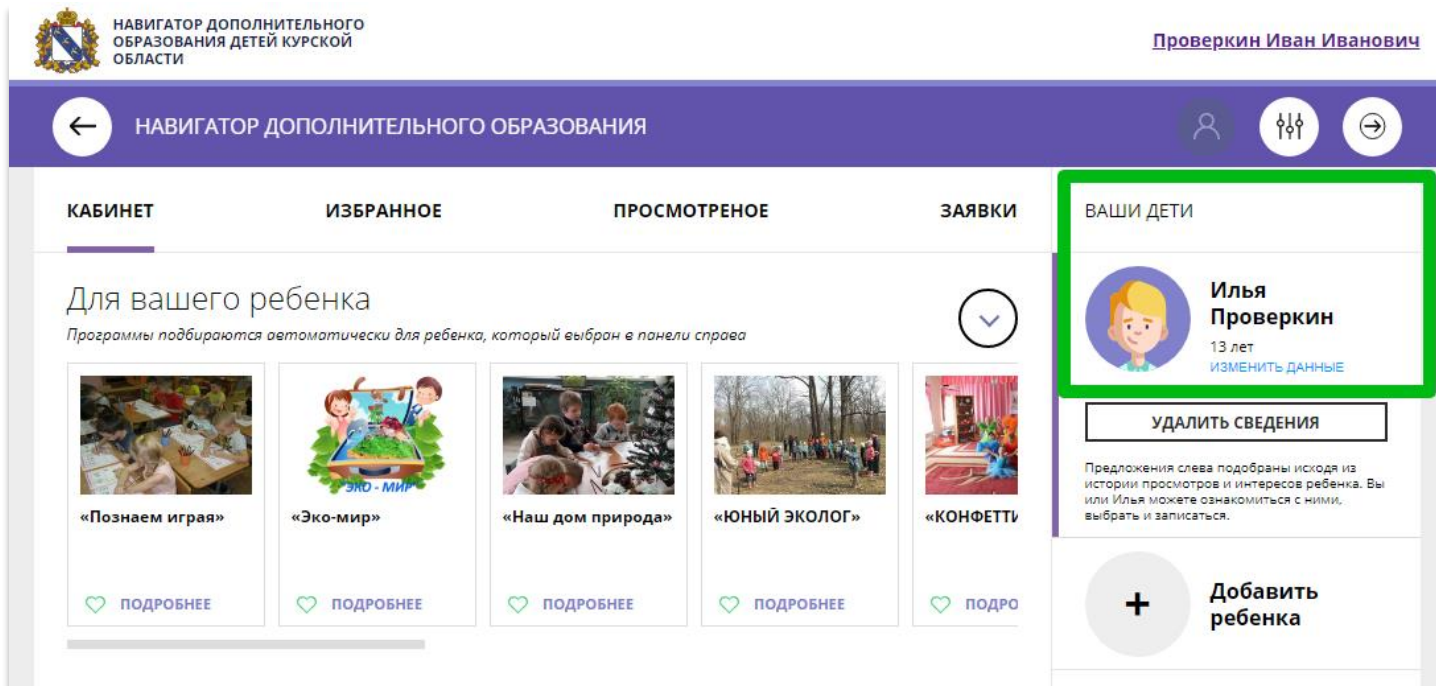 НАВИГАТОР ДОПОЛНИТЕЛЬНОГО
ОБРАЗОВАНИЯ ДЕТЕЙ КУРСКОЙ
ОБЛАСТИ
Проверкин Иван Иванович
НАВИГАТОР ДОПОЛНИТЕЛЬНОГО ОБРАЗОВАНИЯ
КАБИНЕТ
ИЗБРАННОЕ
ПРОСМОТРЕНОЕ
ЗАЯВКИ
Для вашего ребенка
Программы подбираются автоматически для ребенка, который выбран в панели справа
«Познаем играя»
ПОДРОБНЕЕ
"ЭКО - МИР"
«Эко-мир»
ПОДРОБНЕЕ
«Наш дом природа»
ПОДРОБНЕЕ
«ЮНЫЙ ЭКОЛОГ»
ПОДРОБНЕЕ
«КОНФЕТТИ
ПОДРО
ВАШИ ДЕТИ
Илья
Проверкин
13 лет
ИЗМЕНИТЬ ДАННЫЕ
УДАЛИТЬ СВЕДЕНИЯ
Предложения слева подобраны исходя из
истории просмотров и интересов ребенка. Вы
или Илья можете ознакомиться с ними,
выбрать и записаться.
Добавить
ребенка